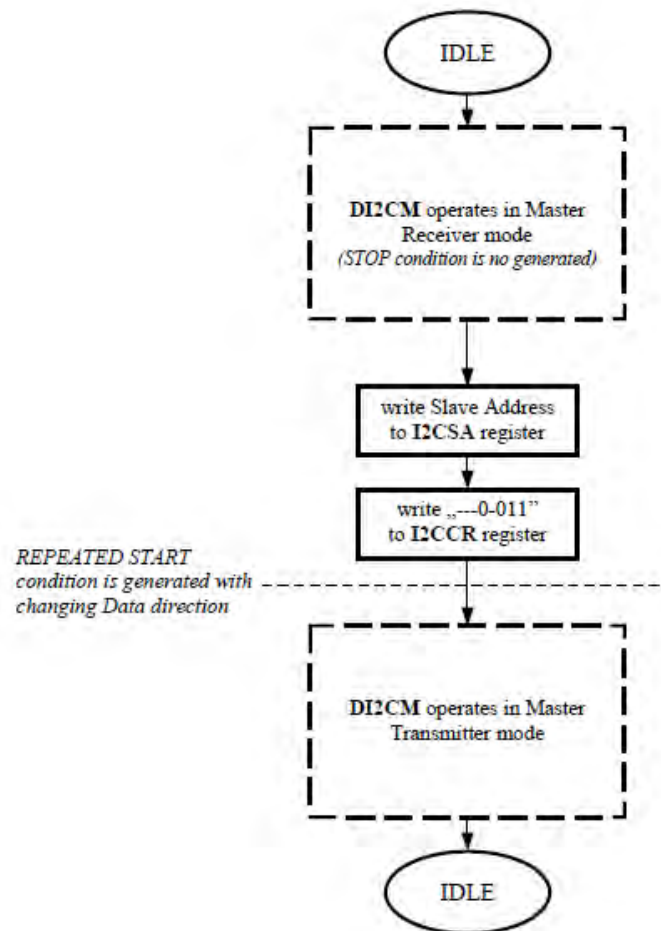 IDLE
DI2CM operates in Master
Receiver mode
(STOP condition is no generated)
write Slave Address
to I2CSA register
write „---0-011”
to I2CCR register
REPEATED START
condition is generated with
changing Data direction
DI2CM operates in Master
Transmitter mode
IDLE